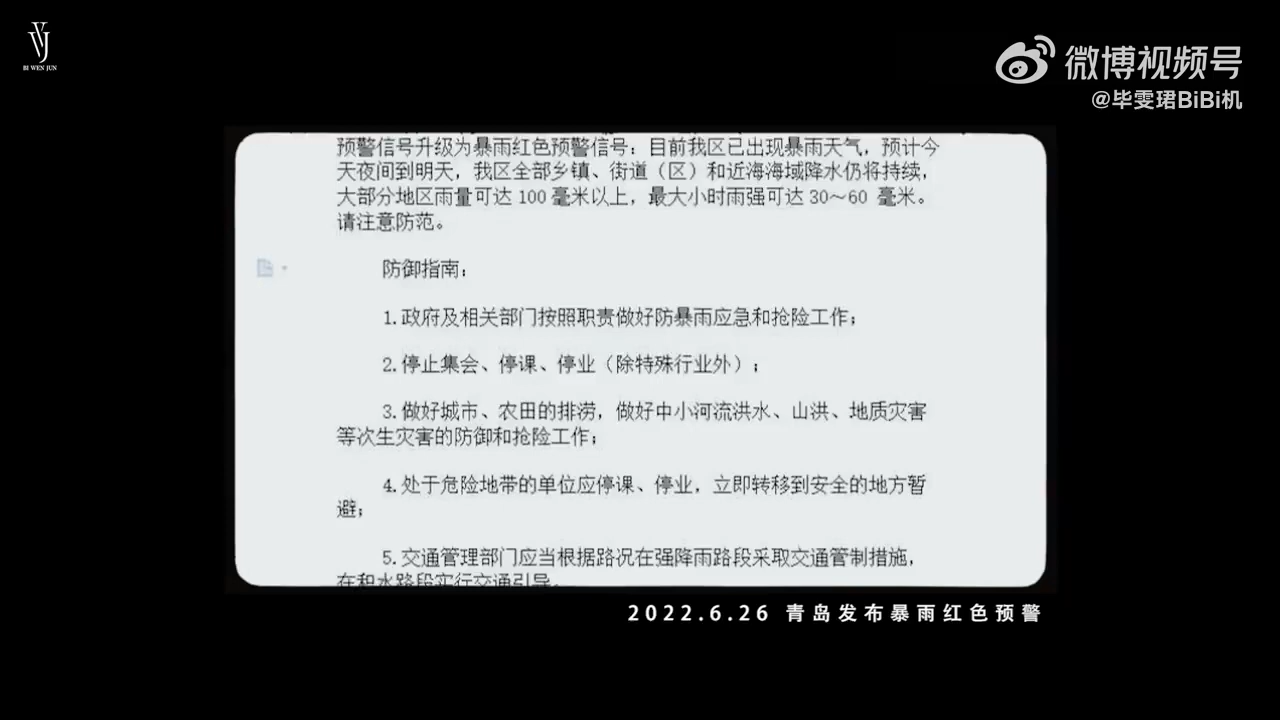 VJ
BI WEN JUN
微博视频号
@毕雯珺BiBi机
预警信号升级为暴雨红色预警信号：目前我区已出现暴雨天气，预计今
天夜间到明天，我区全部乡镇、街道（区）和近海海域降水仍将持续，
大部分地区雨量可达 100 毫米以上，最大小时雨强可达 30～60 毫米。
请注意防范。
防御指南：
1.政府及相关部门按照职责做好防暴雨应急和抢险工作；
2.停止集会、停课、停业（除特殊行业外）；
3.做好城市、农田的排涝，做好中小河流洪水、山洪、地质灾害
等次生灾害的防御和抢险工作；
4.处于危险地带的单位应停课、停业，立即转移到安全的地方暂
避；
5.交通管理部门应当根据路况在强降雨路段采取交通管制措施，
在积水路段实行交通引导。
2022.6.26 青岛发布暴雨红色预警